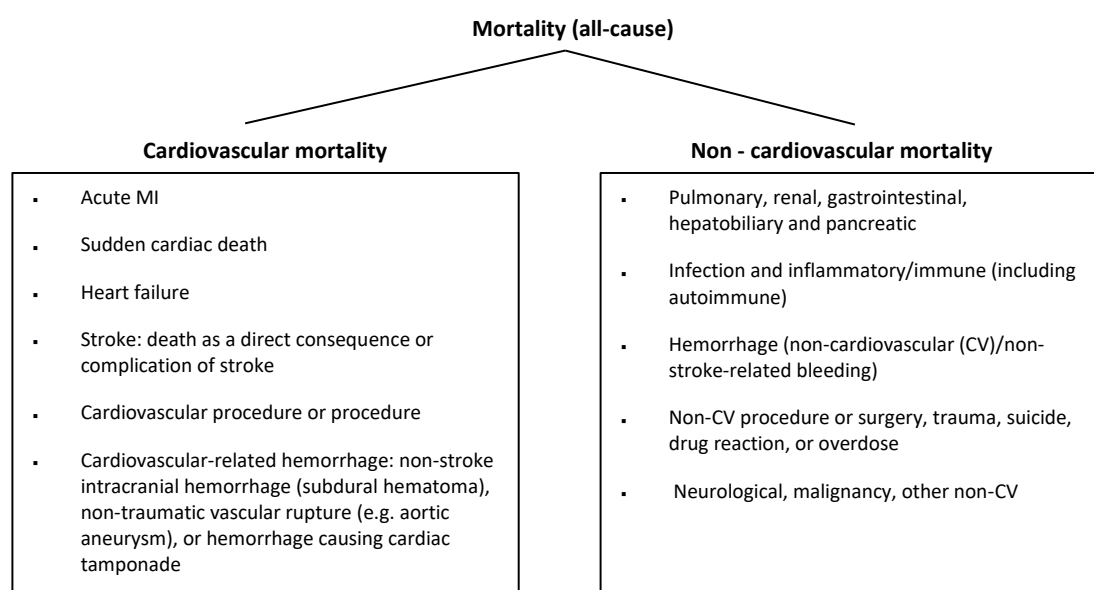 Mortality (all-cause)
Cardiovascular mortality
▪ Acute MI
▪ Sudden cardiac death
▪ Heart failure
▪ Stroke: death as a direct consequence or
complication of stroke
▪ Cardiovascular procedure or procedure
▪ Cardiovascular-related hemorrhage: non-stroke
intracranial hemorrhage (subdural hematoma),
non-traumatic vascular rupture (e.g. aortic
aneurysm), or hemorrhage causing cardiac
tamponade
Non - cardiovascular mortality
▪ Pulmonary, renal, gastrointestinal,
hepatobiliary and pancreatic
▪ Infection and inflammatory/immune (including
autoimmune)
▪ Hemorrhage (non-cardiovascular (CV)/non-
stroke-related bleeding)
▪ Non-CV procedure or surgery, trauma, suicide,
drug reaction, or overdose
▪ Neurological, malignancy, other non-CV